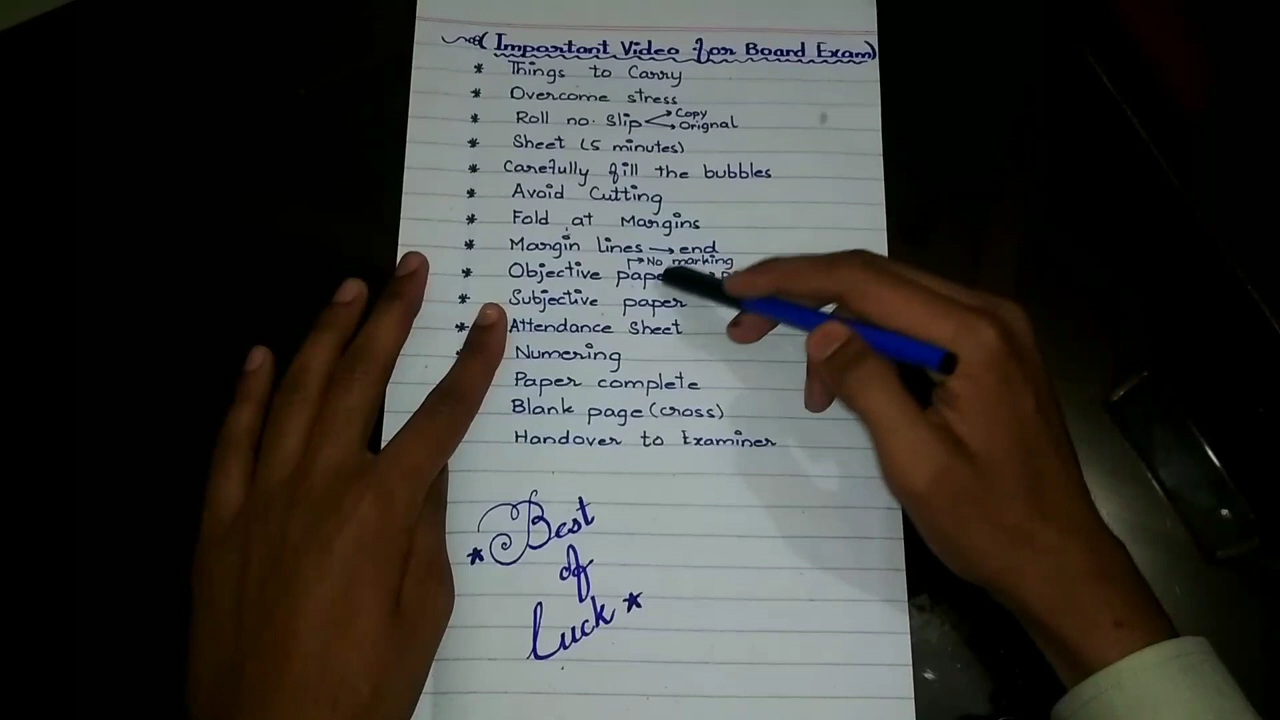 (Important Video for Board Exam)
* Things to Carry
* Overcome stress
* Roll no. Slip → Copy
→ Orignal
* Sheet (5 minutes)
* Carefully fill the bubbles
* Avoid Cutting
* Fold at Margins
* Margin lines → end
→ No marking
* Objective
* Subjective paper
* Attendance Sheet
Numering
Paper complete
Blank page (cross)
Handover to Examiner
* Best
of
Luck *